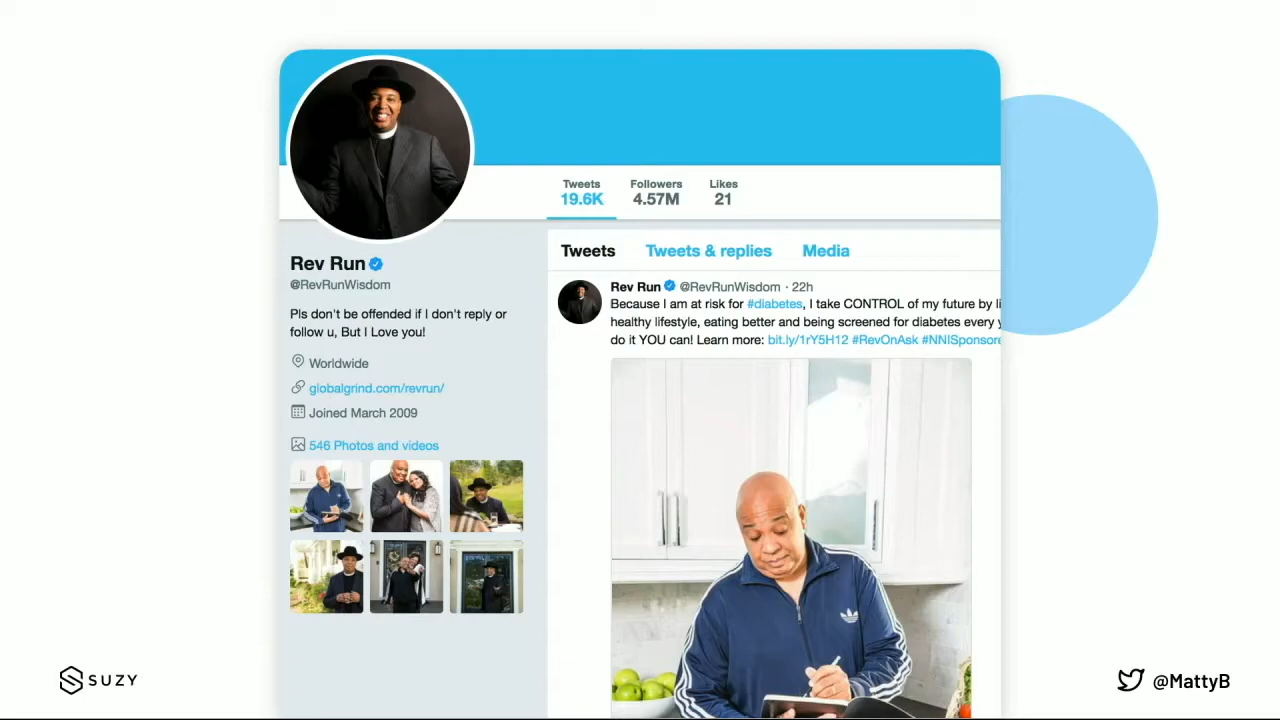 Tweets
Followers
Likes
19.6K
4.57M
21
Rev Run
@RevRunWisdom
Pls don't be offended if I don't reply or
follow u, But I Love you!
Worldwide
globalgrind.com/revrun/
Joined March 2009
546 Photos and videos
Tweets
Tweets & replies
Media
Rev Run @RevRunWisdom · 22h
Because I am at risk for #diabetes, I take CONTROL of my future by li
healthy lifestyle, eating better and being screened for diabetes every y
do it YOU can! Learn more: bit.ly/1rY5H12 #RevOnAsk #NNISponsore
SUZY
@MattyB